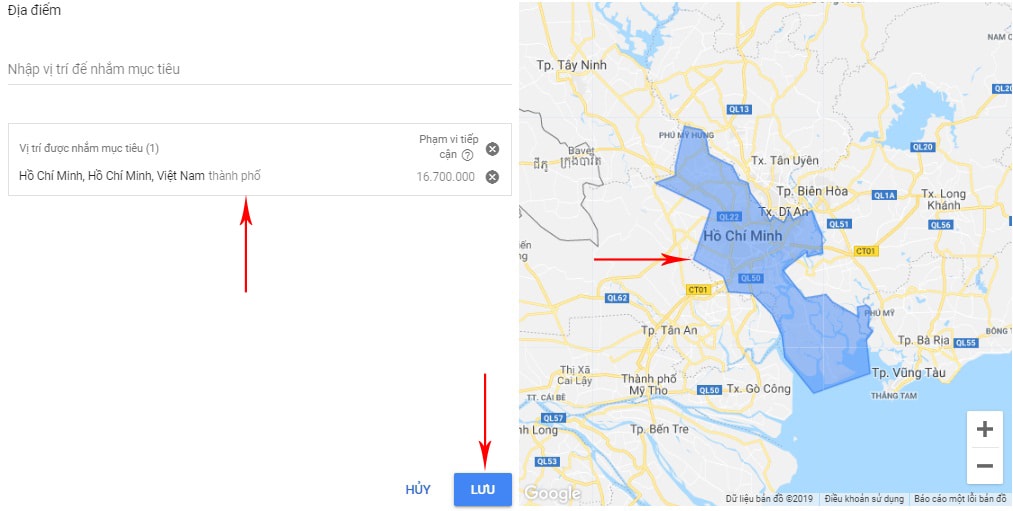 Địa điểm
Nhập vị trí để nhắm mục tiêu
Vị trí được nhắm mục tiêu (1)
Phạm vi tiếp
cận
Hồ Chí Minh, Hồ Chí Minh, Việt Nam thành phố
16.700.000
HỦY
LƯU
NAM C
Tp. Tây Ninh
QL20
QL13
PHÚ MỸ HƯNG
QL20
Bavet
Tx. Tân Uyên
Tp. Biên Hòa
QL1A
Tx. Long
Khánh
Tx. Dĩ An
QL22
QL51
QL56
Hồ Chí Minh
CT01
QL50
CT01
QL62
PHÚ MỸ
Tp. Tân An
ĐÔNG T
Tp. Bà Rịa
QL55
Thị Xã
Cai Lậy
Thành phố
Mỹ Tho
QL50
Tx. Gò Công
Tp. Vũng Tàu
THẮNG TAM
TT. CÁI BÈ
QL57
nh Long
Tp. Bến Tre
QL53
Google
Dữ liệu bản đồ ©2019
Điều khoản sử dụng
Báo cáo một lỗi bản đồ